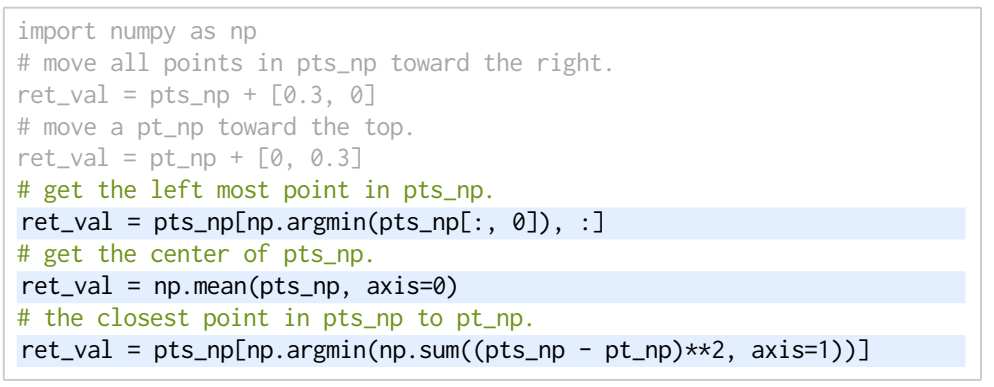 import numpy as np
# move all points in pts_np toward the right.
ret_val = pts_np + [0.3, 0]
# move a pt_np toward the top.
ret_val = pt_np + [0, 0.3]
# get the left most point in pts_np.
ret_val = pts_np[np.argmin(pts_np[:, 0]), :]
# get the center of pts_np.
ret_val = np.mean(pts_np, axis=0)
# the closest point in pts_np to pt_np.
ret_val = pts_np[np.argmin(np.sum((pts_np - pt_np)**2, axis=1))]